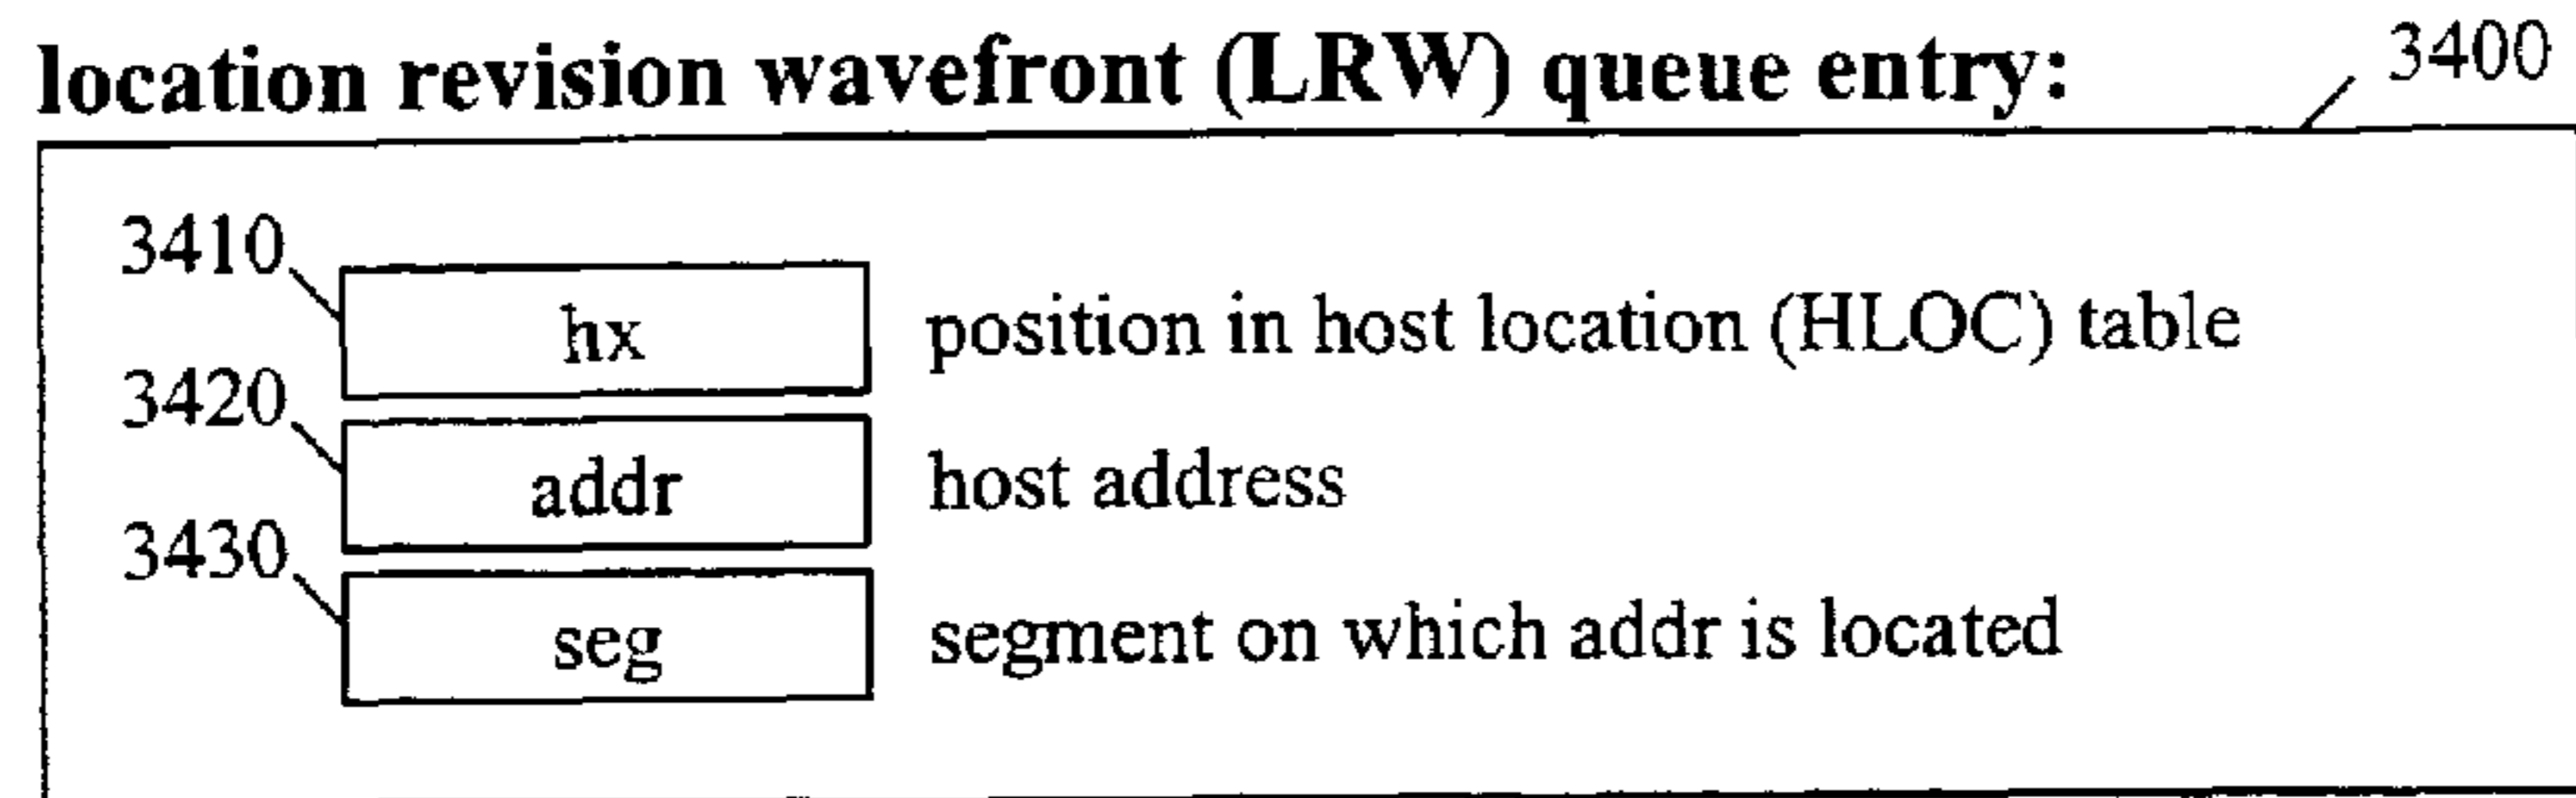 location revision wavefront (LRW) queue entry: 3400
3410 hx position in host location (HLOC) table
3420 addr host address
3430 seg segment on which addr is located